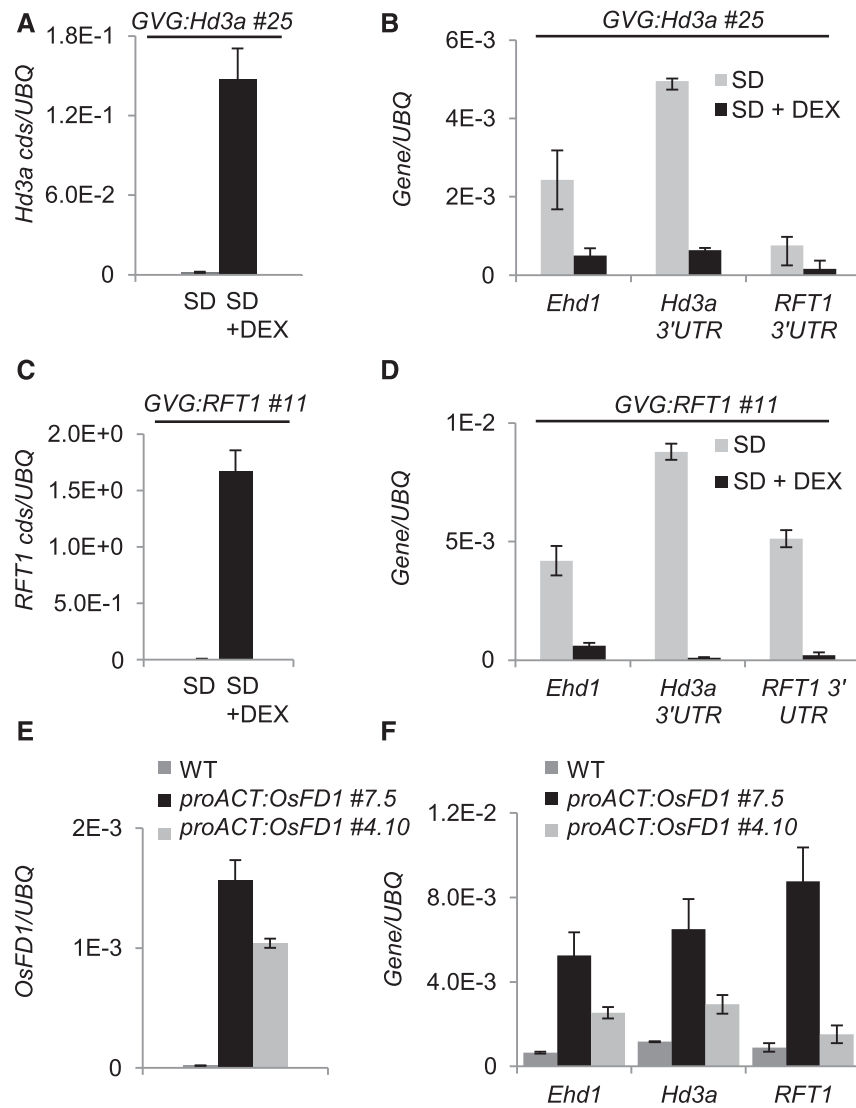 A
GVG:Hd3a #25
Hd3a cds/UBQ
1.8E-1
1.2E-1
6.0E-2
0
SD SD
+DEX
B
GVG:Hd3a #25
Gene/UBQ
6E-3
4E-3
2E-3
0
SD
SD + DEX
Ehd1
Hd3a
3'UTR
RFT1
3'UTR
C
GVG:RFT1 #11
RFT1 cds/UBQ
2.0E+0
1.5E+0
1.0E+0
5.0E-1
0
SD SD
+DEX
D
GVG:RFT1 #11
Gene/UBQ
1E-2
5E-3
0
SD
SD + DEX
Ehd1
Hd3a
3'UTR
RFT1 3'
UTR
E
WT
proACT:OsFD1 #7.5
proACT:OsFD1 #4.10
OsFD1/UBQ
2E-3
1E-3
0
F
WT
proACT:OsFD1 #7.5
proACT:OsFD1 #4.10
Gene/UBQ
1.2E-2
8.0E-3
4.0E-3
0
Ehd1
Hd3a
RFT1